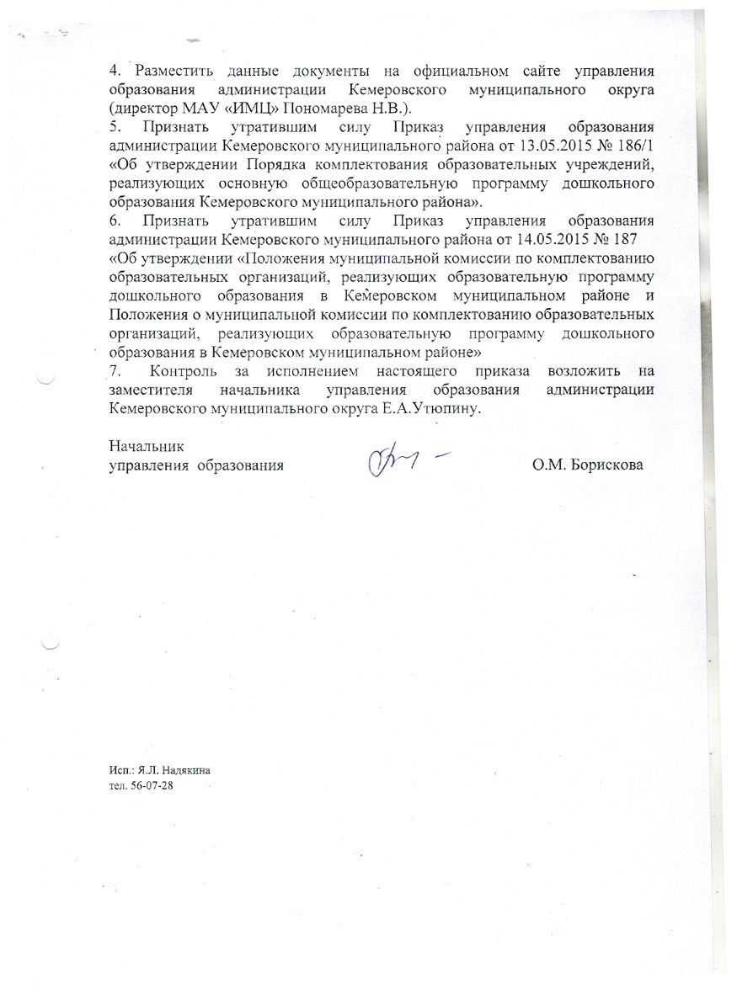 4. Разместить данные документы на официальном сайте управления
образования администрации Кемеровского муниципального округа
(директор МАУ «ИМЦ» Пономарева Н.В.).
5. Признать утратившим силу Приказ управления образования
администрации Кемеровского муниципального района от 13.05.2015 № 186/1
«Об утверждении Порядка комплектования образовательных учреждений,
реализующих основную общеобразовательную программу дошкольного
образования Кемеровского муниципального района».
6. Признать утратившим силу Приказ управления образования
администрации Кемеровского муниципального района от 14.05.2015 № 187
«Об утверждении «Положения муниципальной комиссии по комплектованию
образовательных организаций, реализующих образовательную программу
дошкольного образования в Кемеровском муниципальном районе и
Положения о муниципальной комиссии по комплектованию образовательных
организаций, реализующих образовательную программу дошкольного
образования в Кемеровском муниципальном районе»
7. Контроль за исполнением настоящего приказа возложить на
заместителя начальника управления образования администрации
Кемеровского муниципального округа Е.А.Утюпину.
Начальник
управления образования О.М. Борискова
Исп.: Я.Л. Надякина
тел. 56-07-28